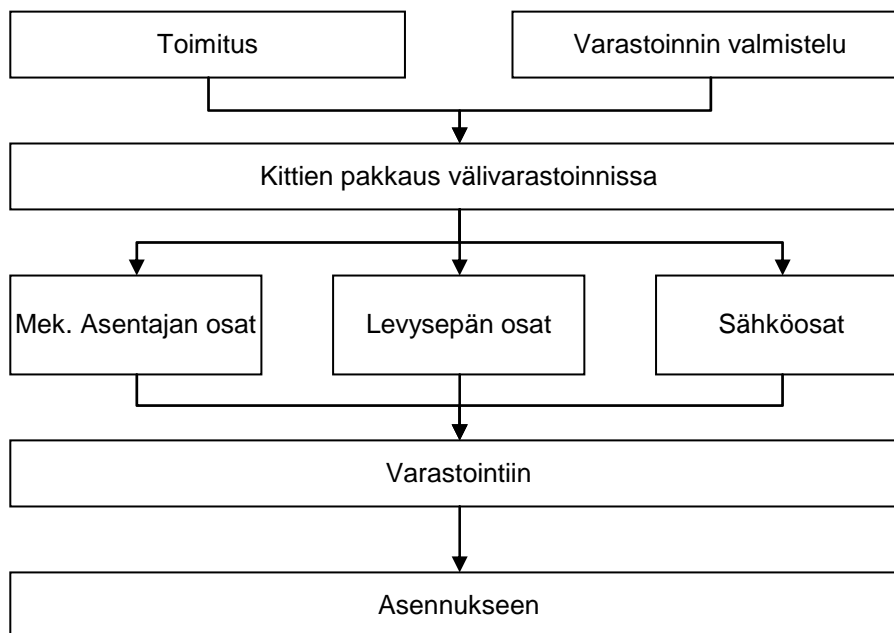 Toimitus
Varastoinnin valmistelu
Kittien pakkaus välivarastoinnissa
Mek. Asentajan osat
Levysepän osat
Sähköosat
Varastointiin
Asennukseen